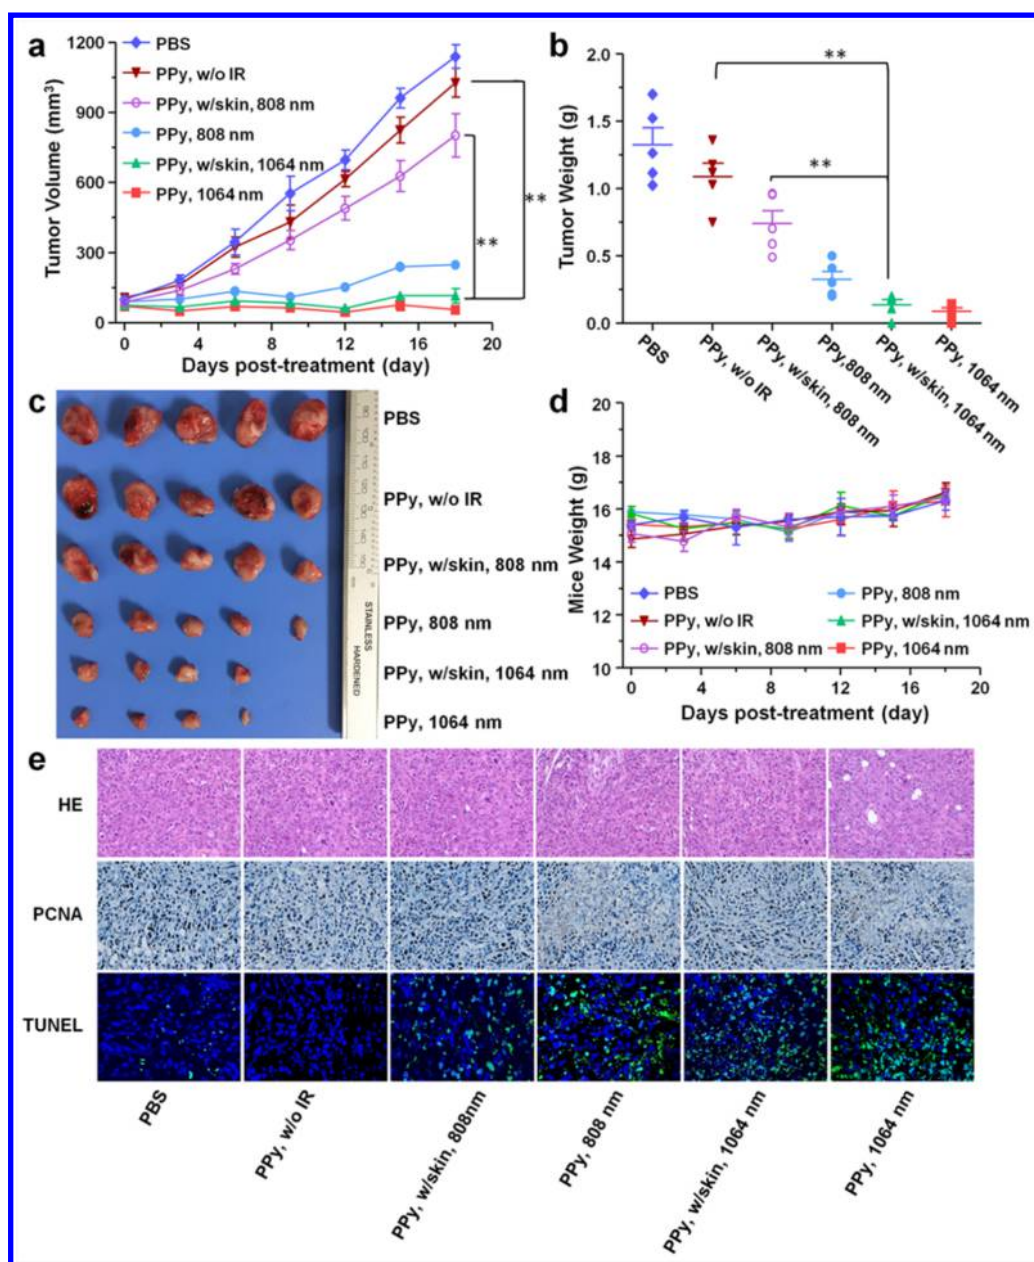 a
1200
900
600
300
0
Tumor Volume (mm³)
PBS
PPy, w/o IR
PPy, w/skin, 808 nm
PPy, 808 nm
PPy, w/skin, 1064 nm
PPy, 1064 nm
**
**
0 4 8 12 16 20
Days post-treatment (day)
b
2.0
1.5
1.0
0.5
0.0
Tumor Weight (g)
**
**
PBS
PPy, w/o IR
PPy, w/skin, 808 nm
PPy,808 nm
PPy, w/skin, 1064 nm
PPy, 1064 nm
c
STAINLESS
HARDENED
PBS
PPy, w/o IR
PPy, w/skin, 808 nm
PPy, 808 nm
PPy, w/skin, 1064 nm
PPy, 1064 nm
d
20
18
16
14
12
10
Mice Weight (g)
PBS
PPy, w/o IR
PPy, w/skin, 808 nm
PPy, 808 nm
PPy, w/skin, 1064 nm
PPy, 1064 nm
0 4 8 12 16 20
Days post-treatment (day)
e
HE
PCNA
TUNEL
PBS
PPy, w/o IR
PPy, w/skin, 808nm
PPy, 808 nm
PPy, w/skin, 1064 nm
PPy, 1064 nm